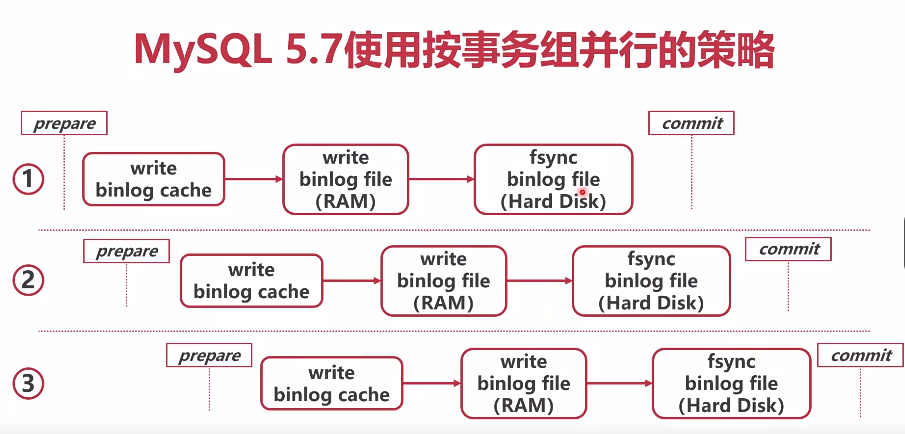 MySQL 5.7使用按事务组并行的策略
prepare
commit
①
write
binlog cache
write
binlog file
（RAM）
fsync
binlog file
（Hard Disk）
prepare
commit
②
write
binlog cache
write
binlog file
（RAM）
fsync
binlog file
（Hard Disk）
prepare
commit
③
write
binlog cache
write
binlog file
（RAM）
fsync
binlog file
（Hard Disk）